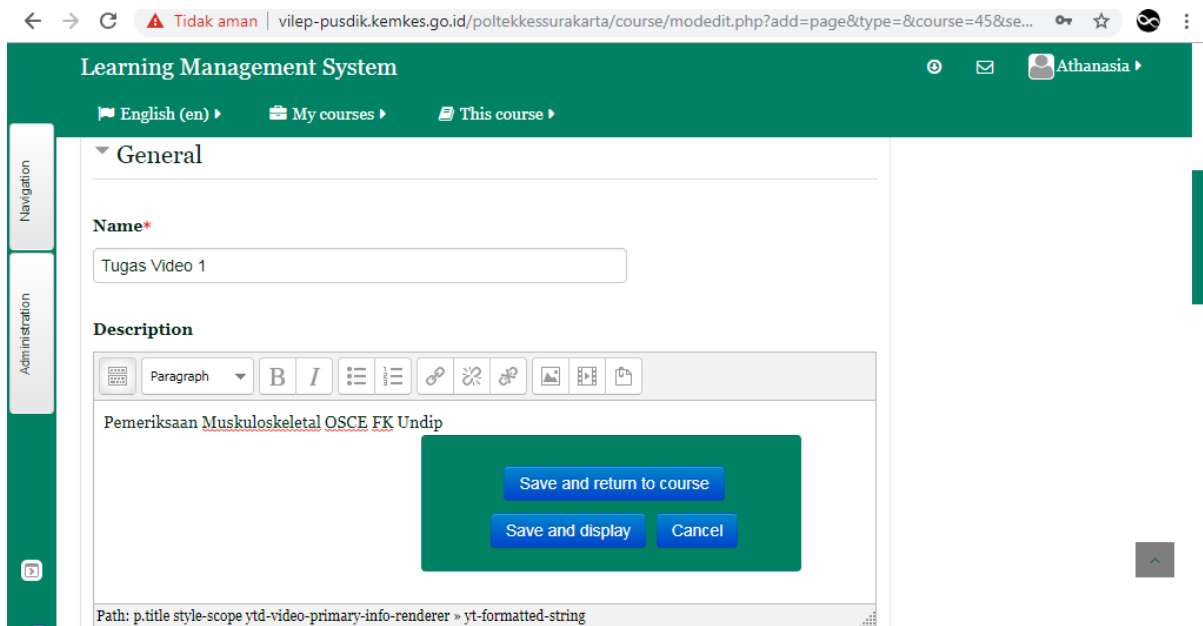 Tidak aman | vilep-pusdik.kemkes.go.id/poltekkessurakarta/course/modedit.php?add=page&type=&course=45&se...
Learning Management System
Athanasia
English (en)
My courses
This course
Navigation
Administration
General
Name*
Tugas Video 1
Description
Paragraph
B I
Pemeriksaan Muskuloskeletal OSCE FK Undip
Save and return to course
Save and display
Cancel
Path: p.title style-scope ytd-video-primary-info-renderer » yt-formatted-string